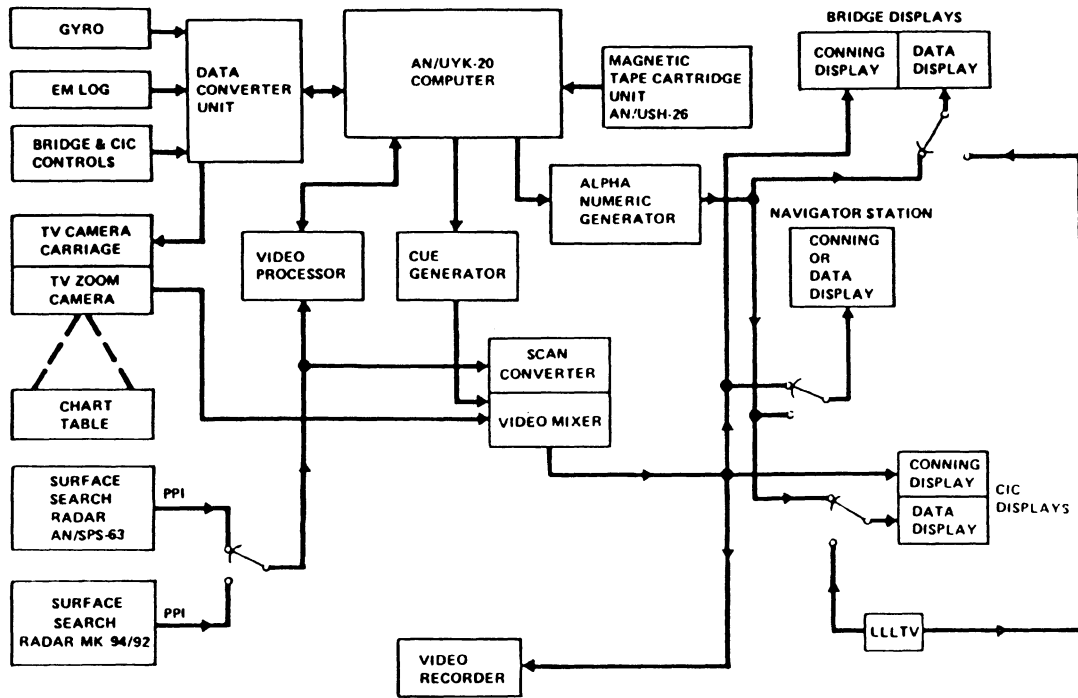 GYRO
EM LOG
BRIDGE & CIC
CONTROLS
DATA
CONVERTER
UNIT
AN/UYK-20
COMPUTER
MAGNETIC
TAPE CARTRIDGE
UNIT
AN/USH-26
BRIDGE DISPLAYS
CONNING
DISPLAY
DATA
DISPLAY
ALPHA
NUMERIC
GENERATOR
NAVIGATOR STATION
CONNING
OR
DATA
DISPLAY
TV CAMERA
CARRIAGE
TV ZOOM
CAMERA
VIDEO
PROCESSOR
CUE
GENERATOR
SCAN
CONVERTER
VIDEO MIXER
CHART
TABLE
SURFACE
SEARCH
RADAR
AN/SPS-63
PPI
SURFACE
SEARCH
RADAR MK 94/92
PPI
CONNING
DISPLAY
DATA
DISPLAY
CIC
DISPLAYS
LLLTV
VIDEO
RECORDER